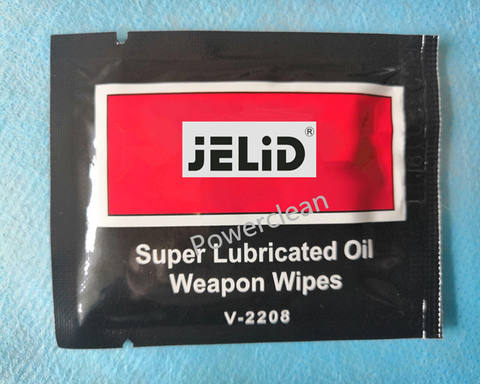 JELiD®
Powerclean
Super Lubricated Oil
Weapon Wipes
V-2208